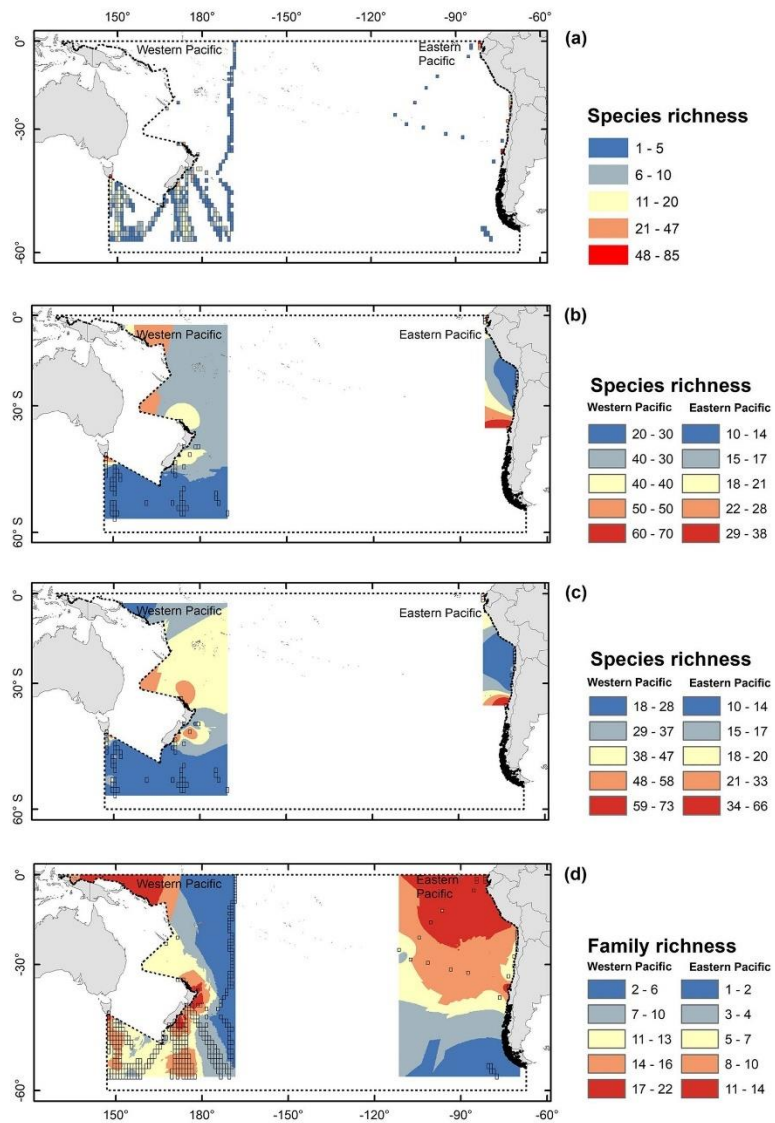 150° 180° -150° -120° -90° -60°
(a)
0°
Western Pacific
Eastern
Pacific
-30°
-60°
Species richness
1 - 5
6 - 10
11 - 20
21 - 47
48 - 85
(b)
0°
Western Pacific
Eastern Pacific
30° S
60° S
Species richness
Western Pacific Eastern Pacific
20 - 30 10 - 14
40 - 30 15 - 17
40 - 40 18 - 21
50 - 50 22 - 28
60 - 70 29 - 38
(c)
0°
Western Pacific
Eastern Pacific
30° S
60° S
Species richness
Western Pacific Eastern Pacific
18 - 28 10 - 14
29 - 37 15 - 17
38 - 47 18 - 20
48 - 58 21 - 33
59 - 73 34 - 66
(d)
0°
Western Pacific
Eastern
Pacific
-30°
-60°
Family richness
Western Pacific Eastern Pacific
2 - 6 1 - 2
7 - 10 3 - 4
11 - 13 5 - 7
14 - 16 8 - 10
17 - 22 11 - 14
150° 180° -150° -120° -90° -60°